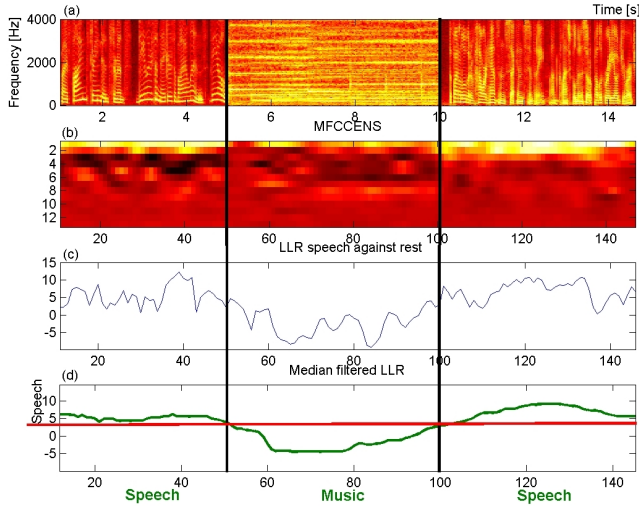 (a) Time [s]
Frequency [Hz]
4000
2000
0
2 4 5 6 8 10 12 14
MFCCENS
(b)
2
4
6
8
10
12
20 40 60 80 100 120 140
LLR speech against rest
(c)
15
10
5
0
-5
20 40 60 80 100 120 140
Median filtered LLR
(d)
Speech
10
5
0
-5
20 40 60 80 100 120 140
Speech Music Speech